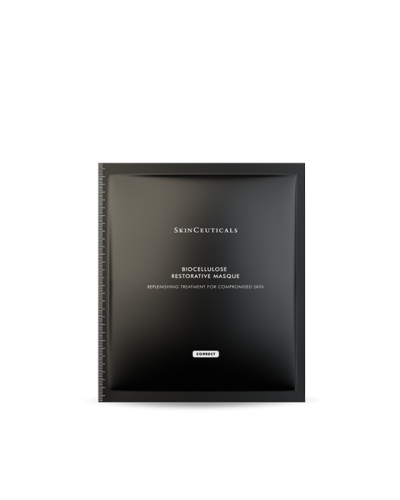 SKINCEUTICALS
BIOCELLULOSE
RESTORATIVE MASQUE
REPLENISHING TREATMENT FOR COMPROMISED SKIN
CORRECT